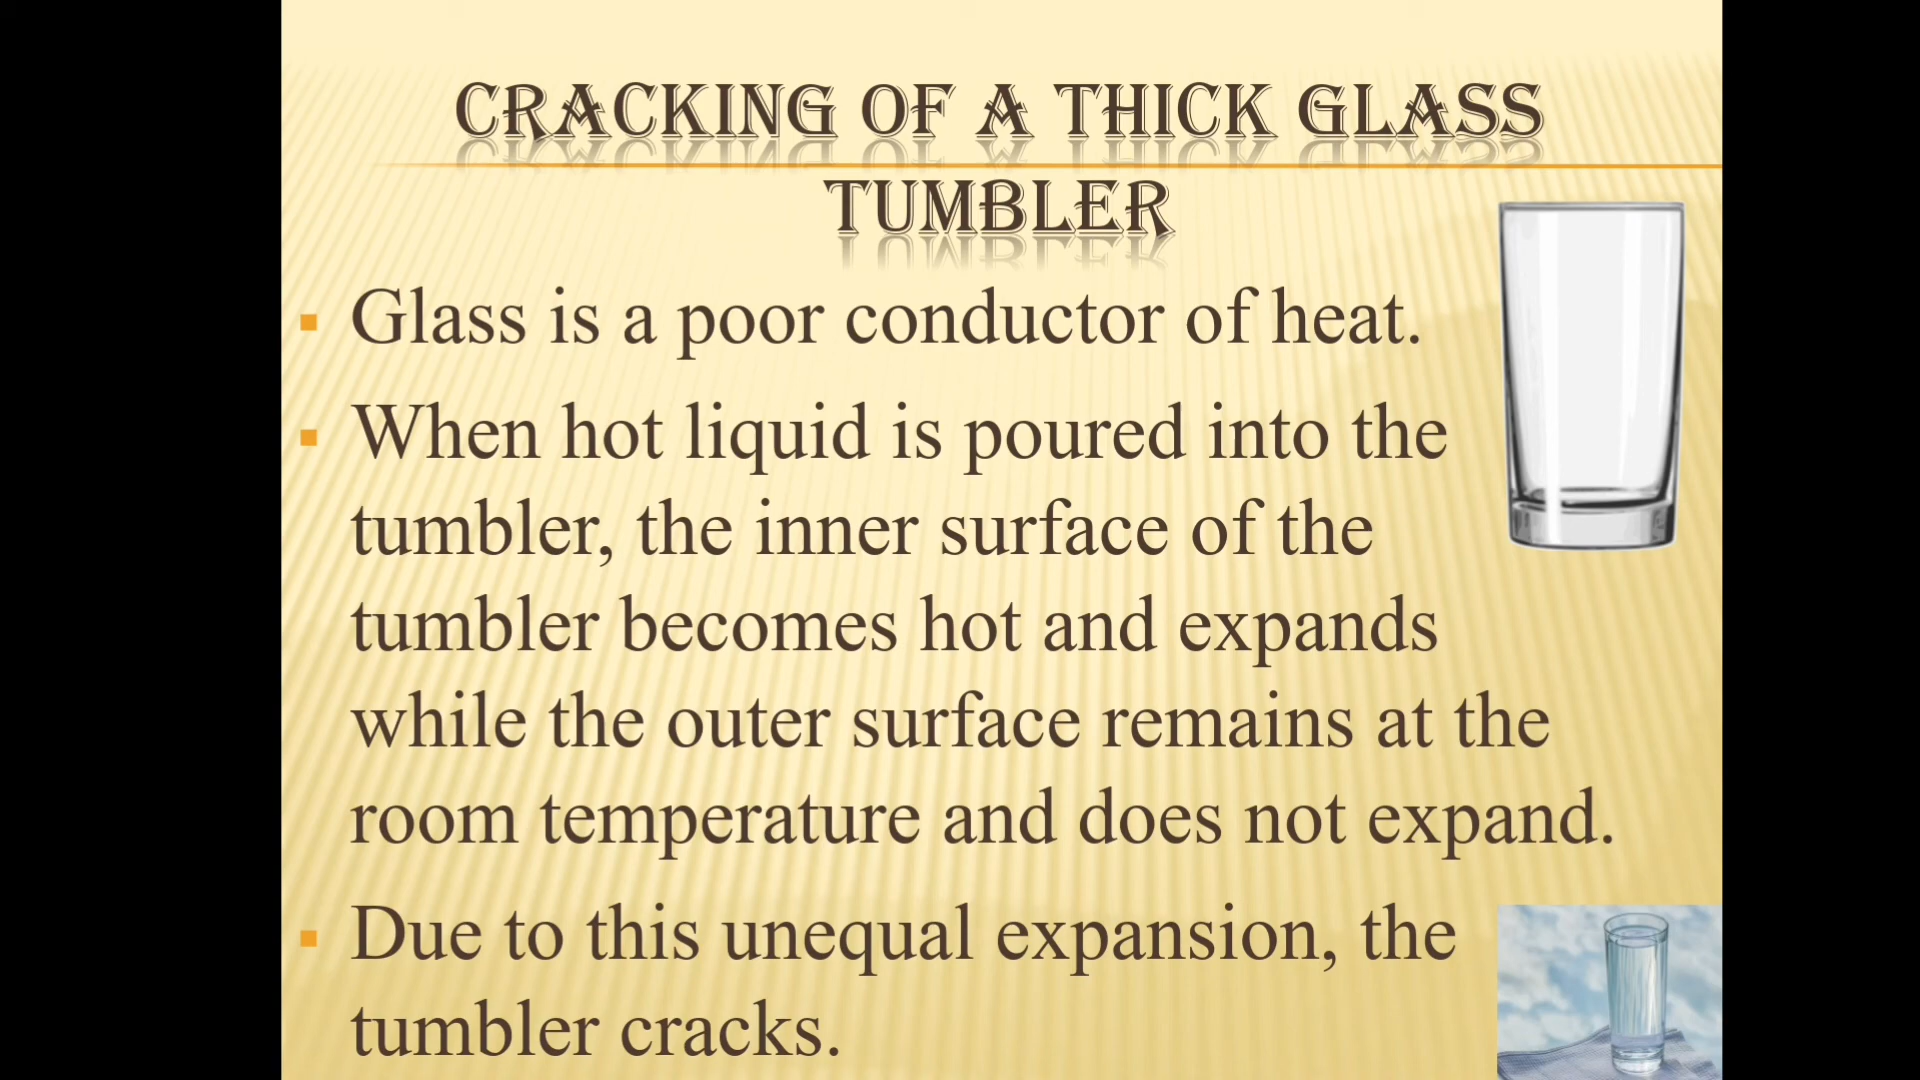 CRACKING OF A THICK GLASS
TUMBLER
Glass is a poor conductor of heat.
When hot liquid is poured into the
tumbler, the inner surface of the
tumbler becomes hot and expands
while the outer surface remains at the
room temperature and does not expand.
Due to this unequal expansion, the
tumbler cracks.